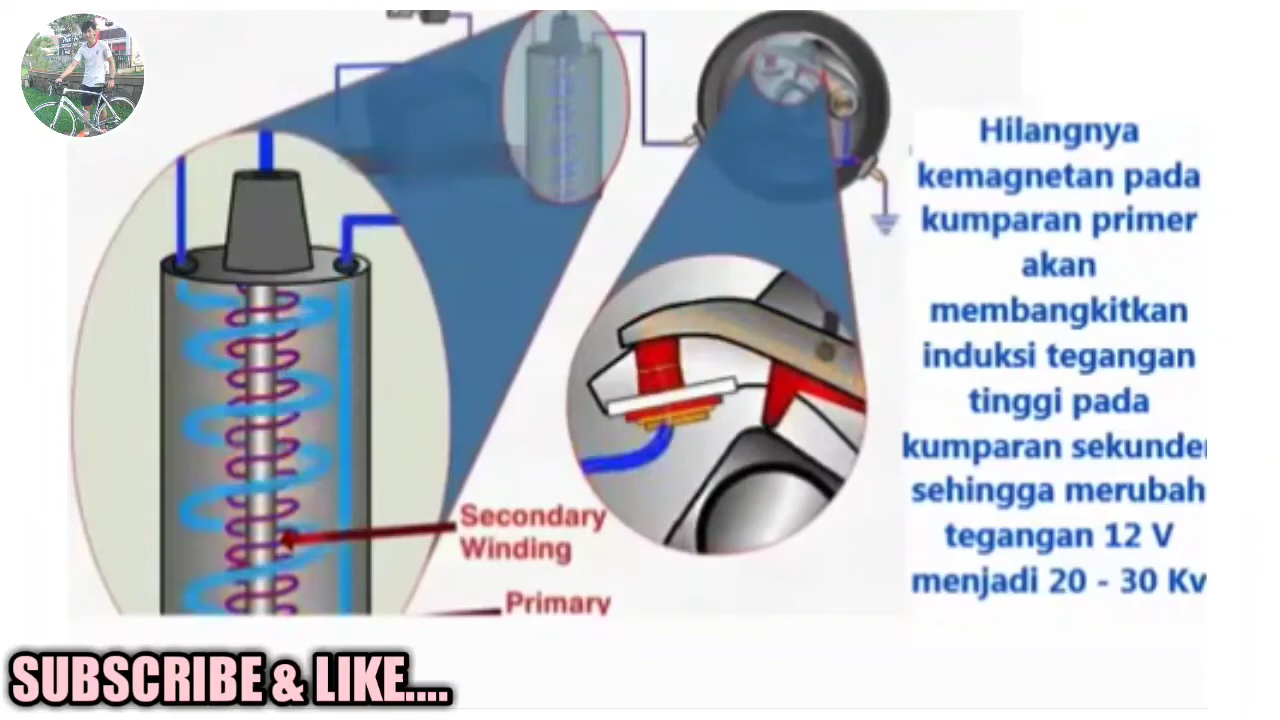 Hilangnya
kemagnetan pada
kumparan primer
akan
membangkitkan
induksi tegangan
tinggi pada
kumparan sekunder
sehingga merubah
tegangan 12 V
menjadi 20 - 30 Kv
Secondary
Winding
Primary
SUBSCRIBE & LIKE....